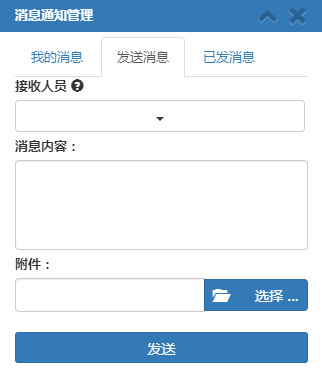 消息通知管理
我的消息 发送消息 已发消息
接收人员
消息内容：
附件：
选择 ...
发送